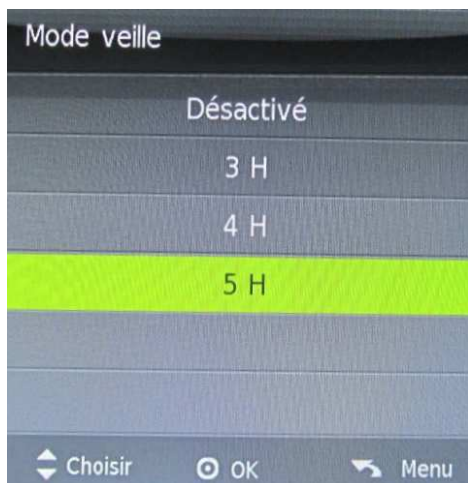 Mode veille
Désactivé
3 H
4 H
5 H
Choisir OK Menu